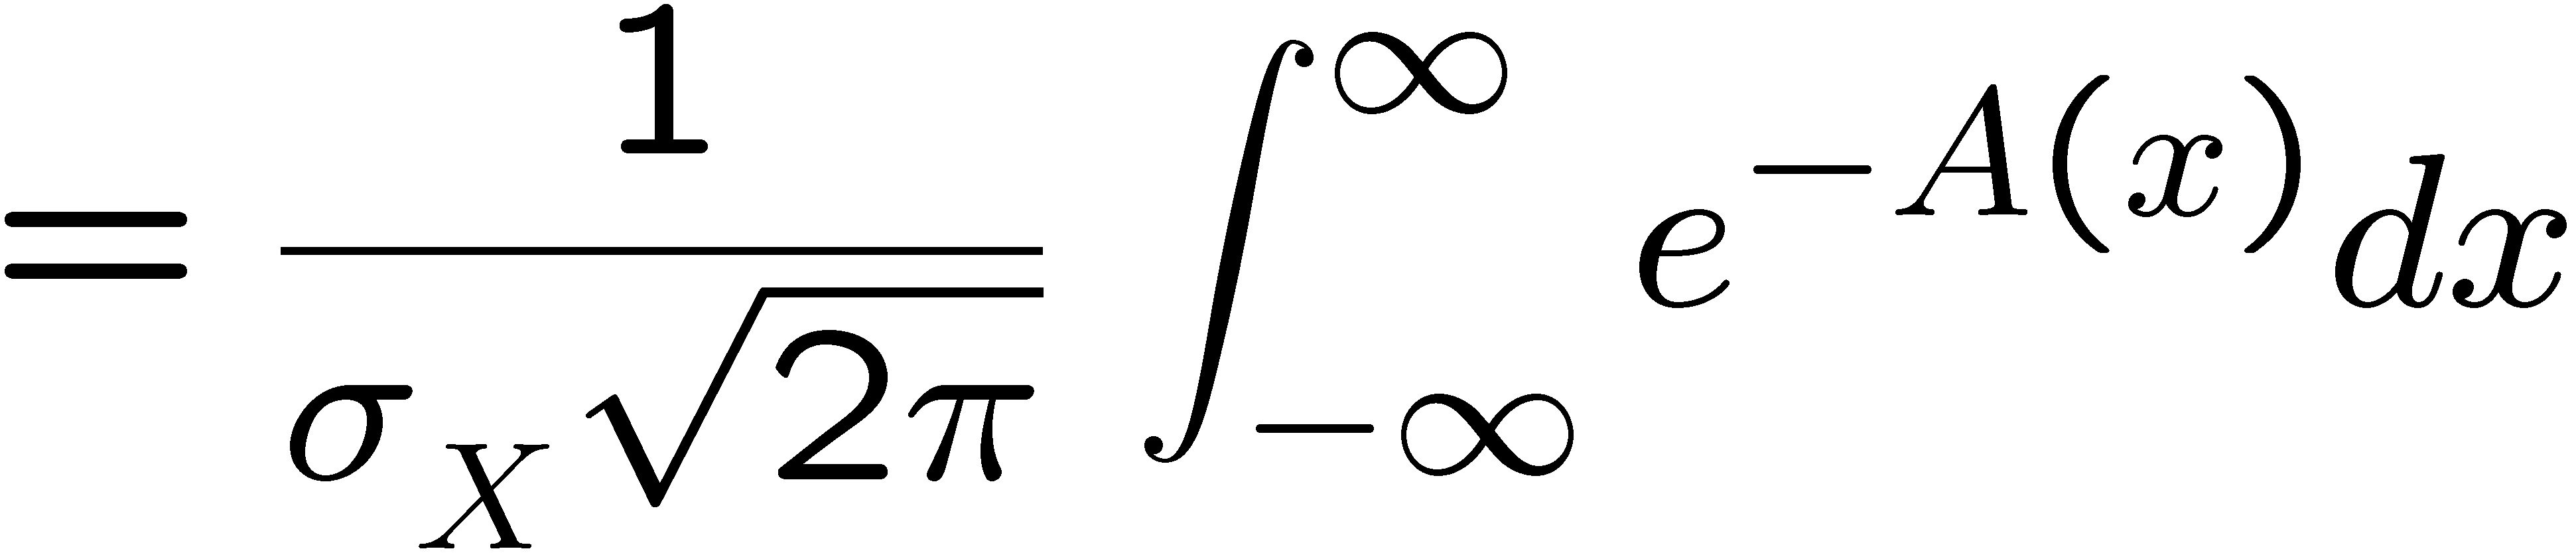 = \frac{1}{\sigma_X \sqrt{2\pi}} \int_{-\infty}^{\infty} e^{-A(x)} dx